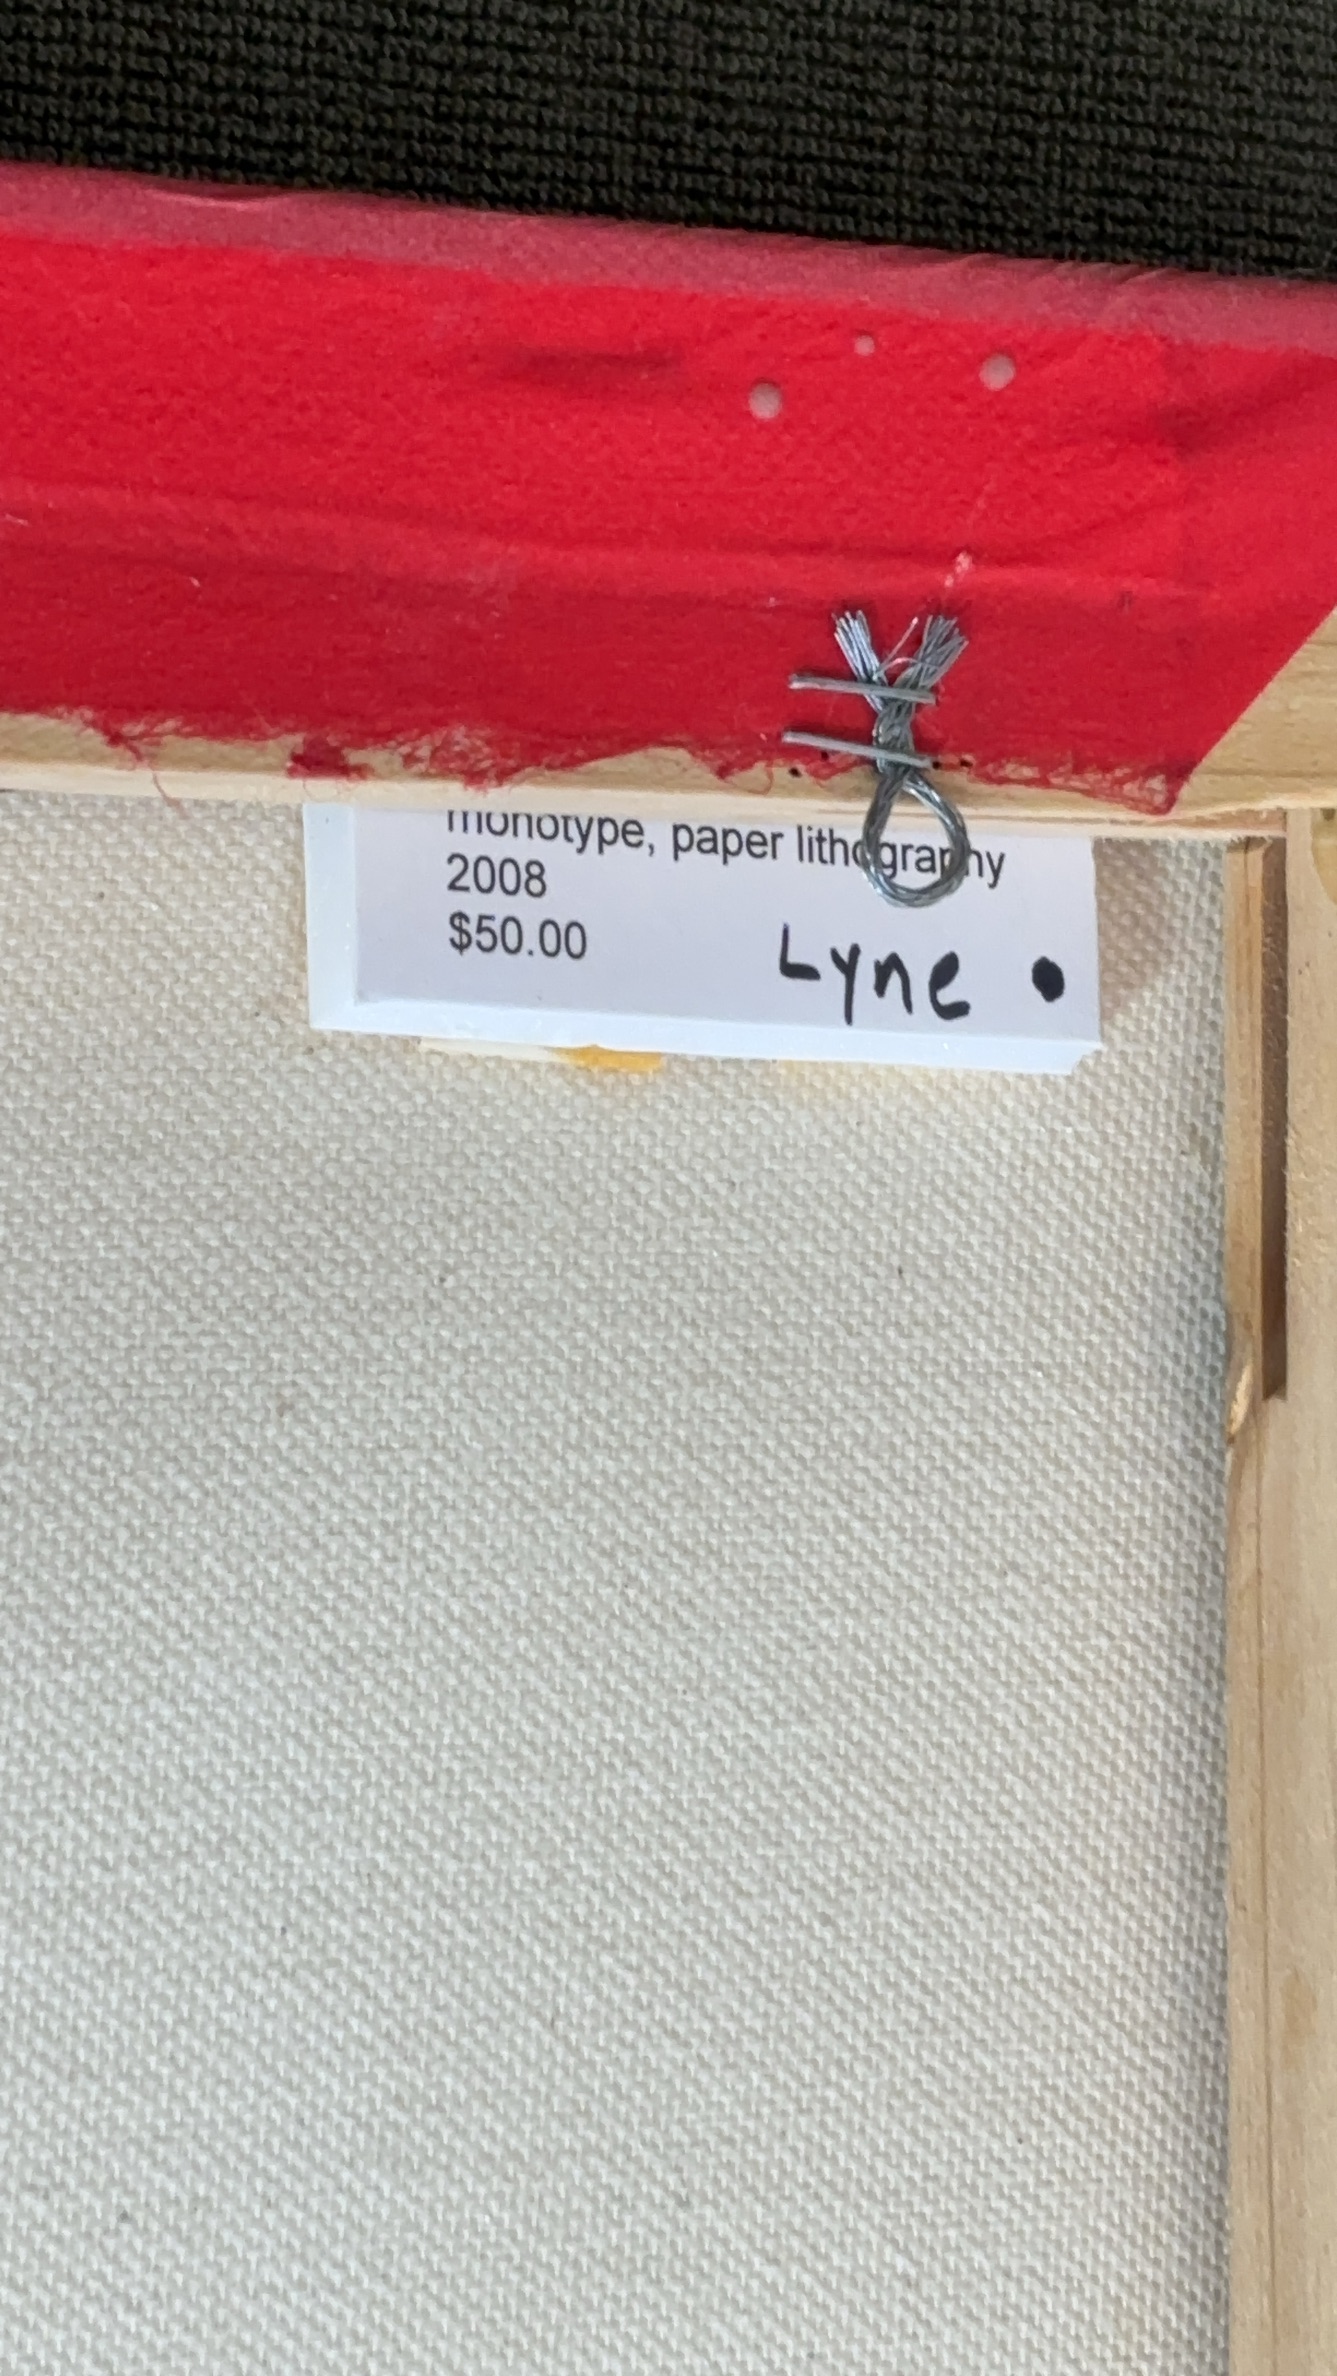 monotype, paper lithography
2008
$50.00
Lyne